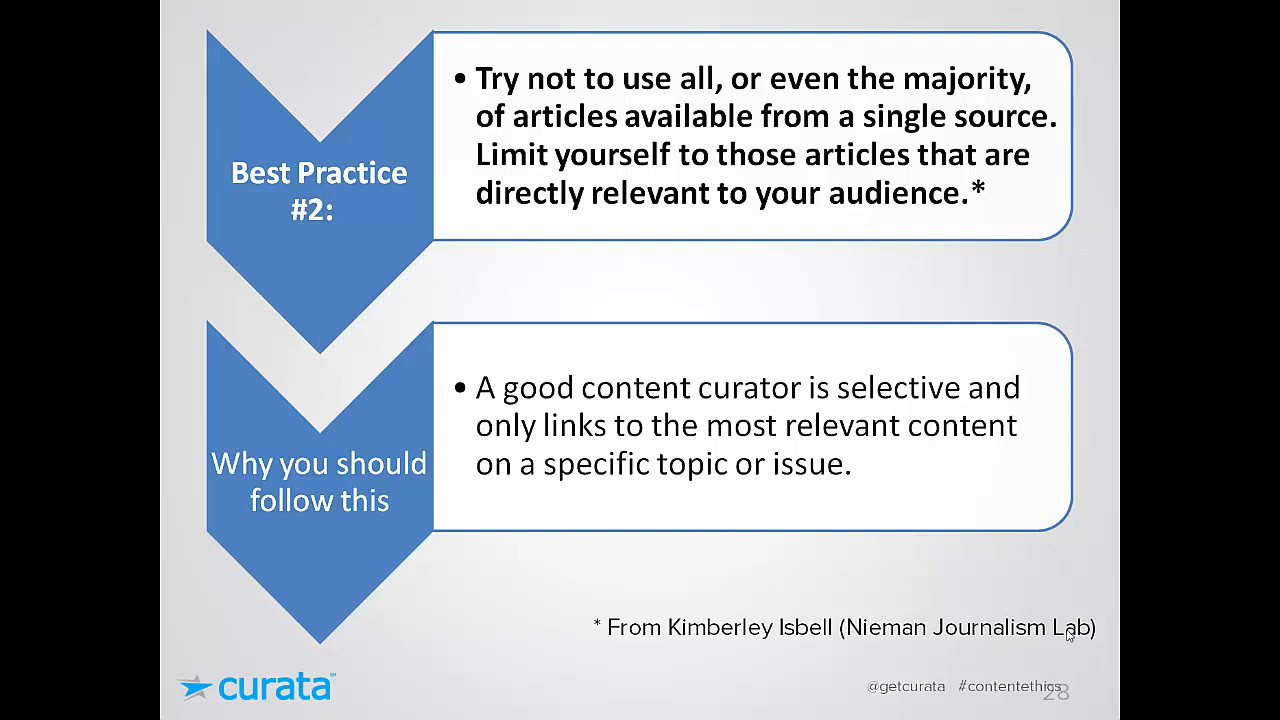 Best Practice
#2:
• Try not to use all, or even the majority,
of articles available from a single source.
Limit yourself to those articles that are
directly relevant to your audience.*
Why you should
follow this
• A good content curator is selective and
only links to the most relevant content
on a specific topic or issue.
* From Kimberley Isbell (Nieman Journalism Lab)
curata
@getcurata #contentethics
28